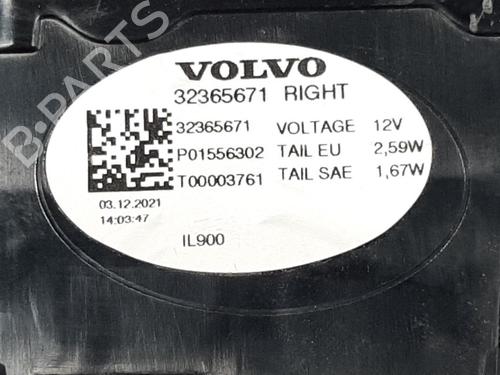 VOLVO
32365671 RIGHT
32365671 VOLTAGE 12V
P01556302 TAIL EU 2,59W
T00003761 TAIL SAE 1,67W
03.12.2021
14:03:47
IL900
B-PARTS